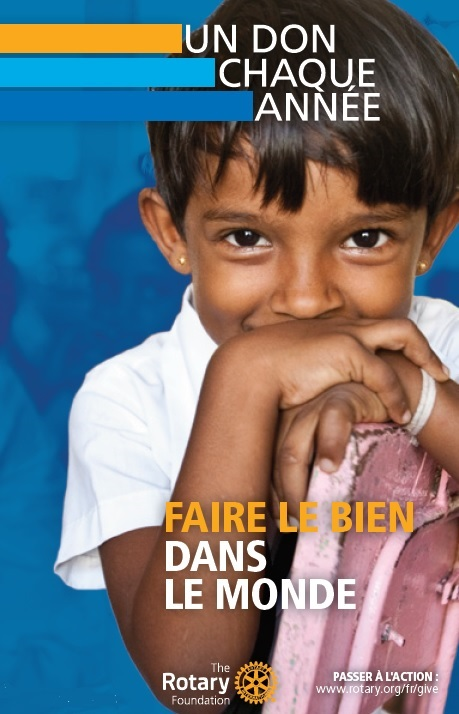 UN DON
CHAQUE
ANNÉE
FAIRE LE BIEN
DANS
LE MONDE
The
Rotary
Foundation
PASSER À L'ACTION :
www.rotary.org/fr/give